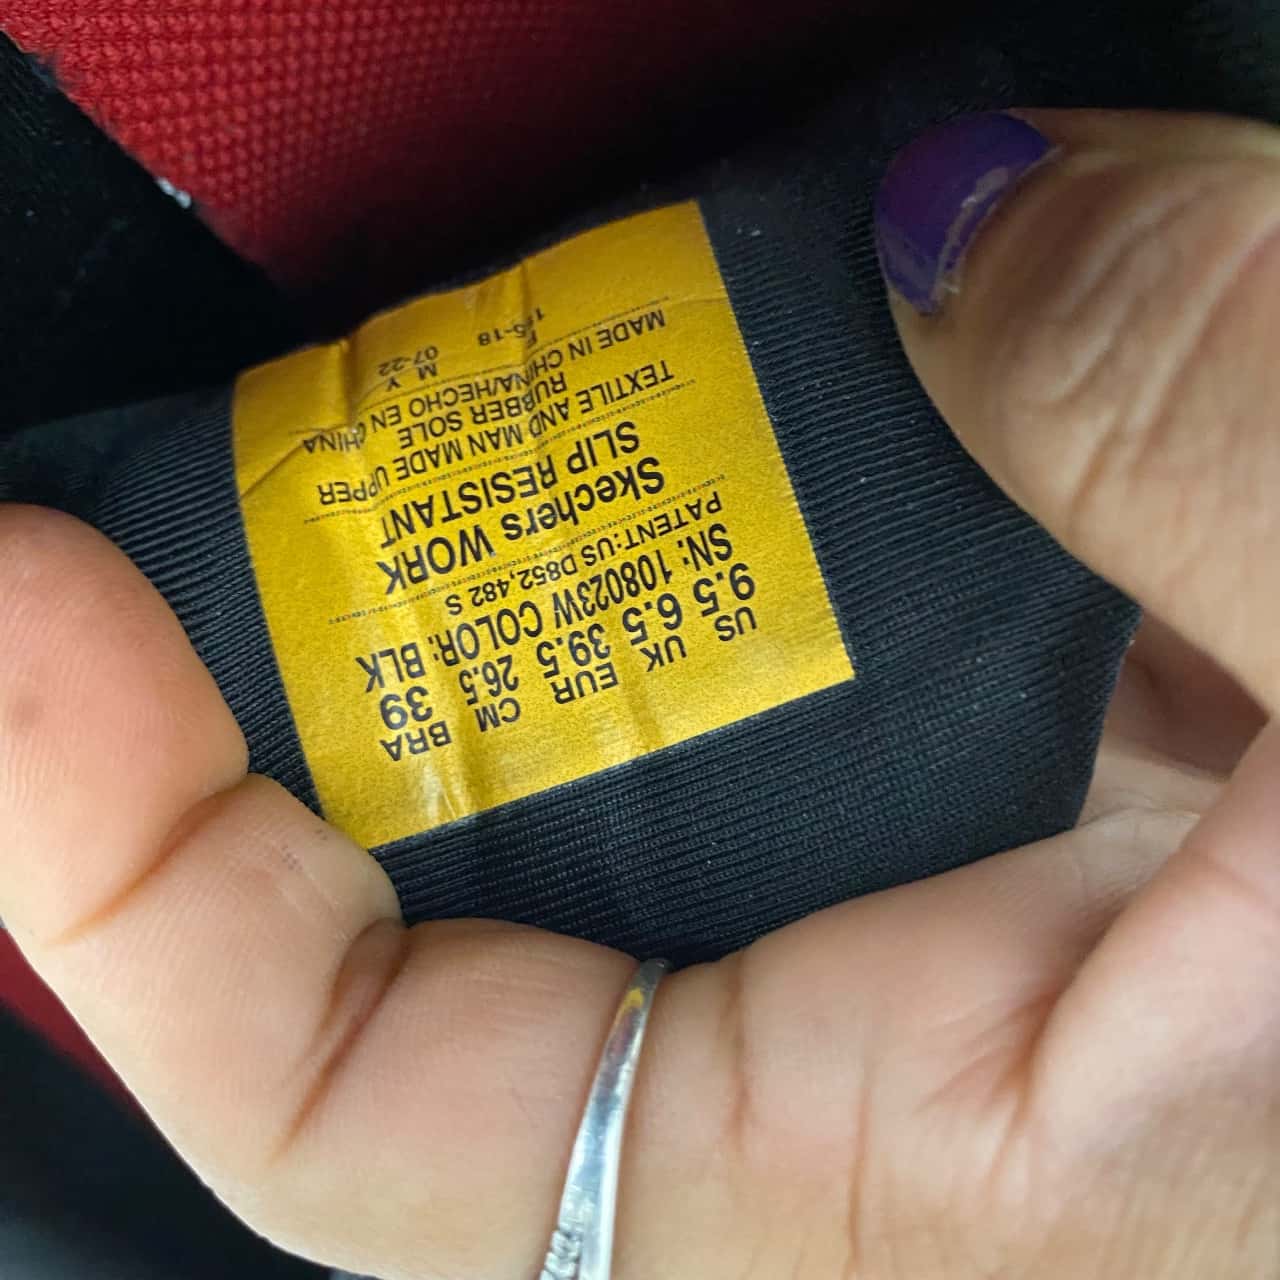 US UK EUR CM BRA
9.5 6.5 39.5 26.5 39
SN: 108023W COLOR: BLK
PATENT:US D852,482 S
Skechers WORK
SLIP RESISTANT
TEXTILE AND MAN MADE UPPER
RUBBER SOLE
MADE IN CHINA/HECHO EN CHINA
M Y
07-22